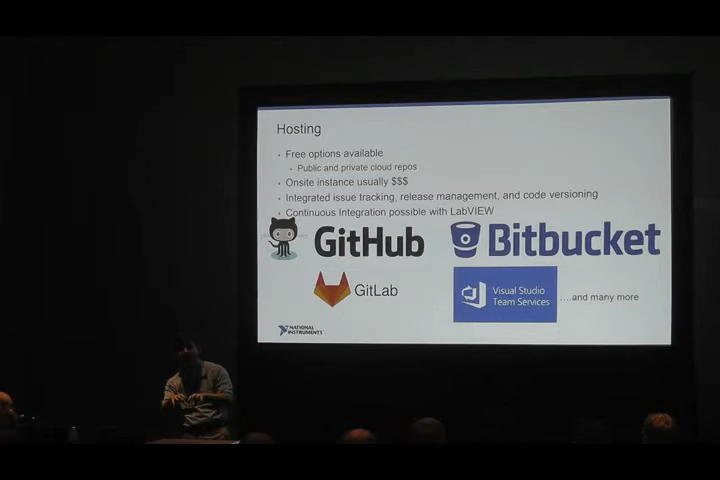 Hosting
Free options available
Public and private cloud repos
Onsite instance usually $$$
Integrated issue tracking, release management, and code versioning
Continuous Integration possible with LabVIEW
GitHub
Bitbucket
GitLab
Visual Studio
Team Services
....and many more
NATIONAL
INSTRUMENTS